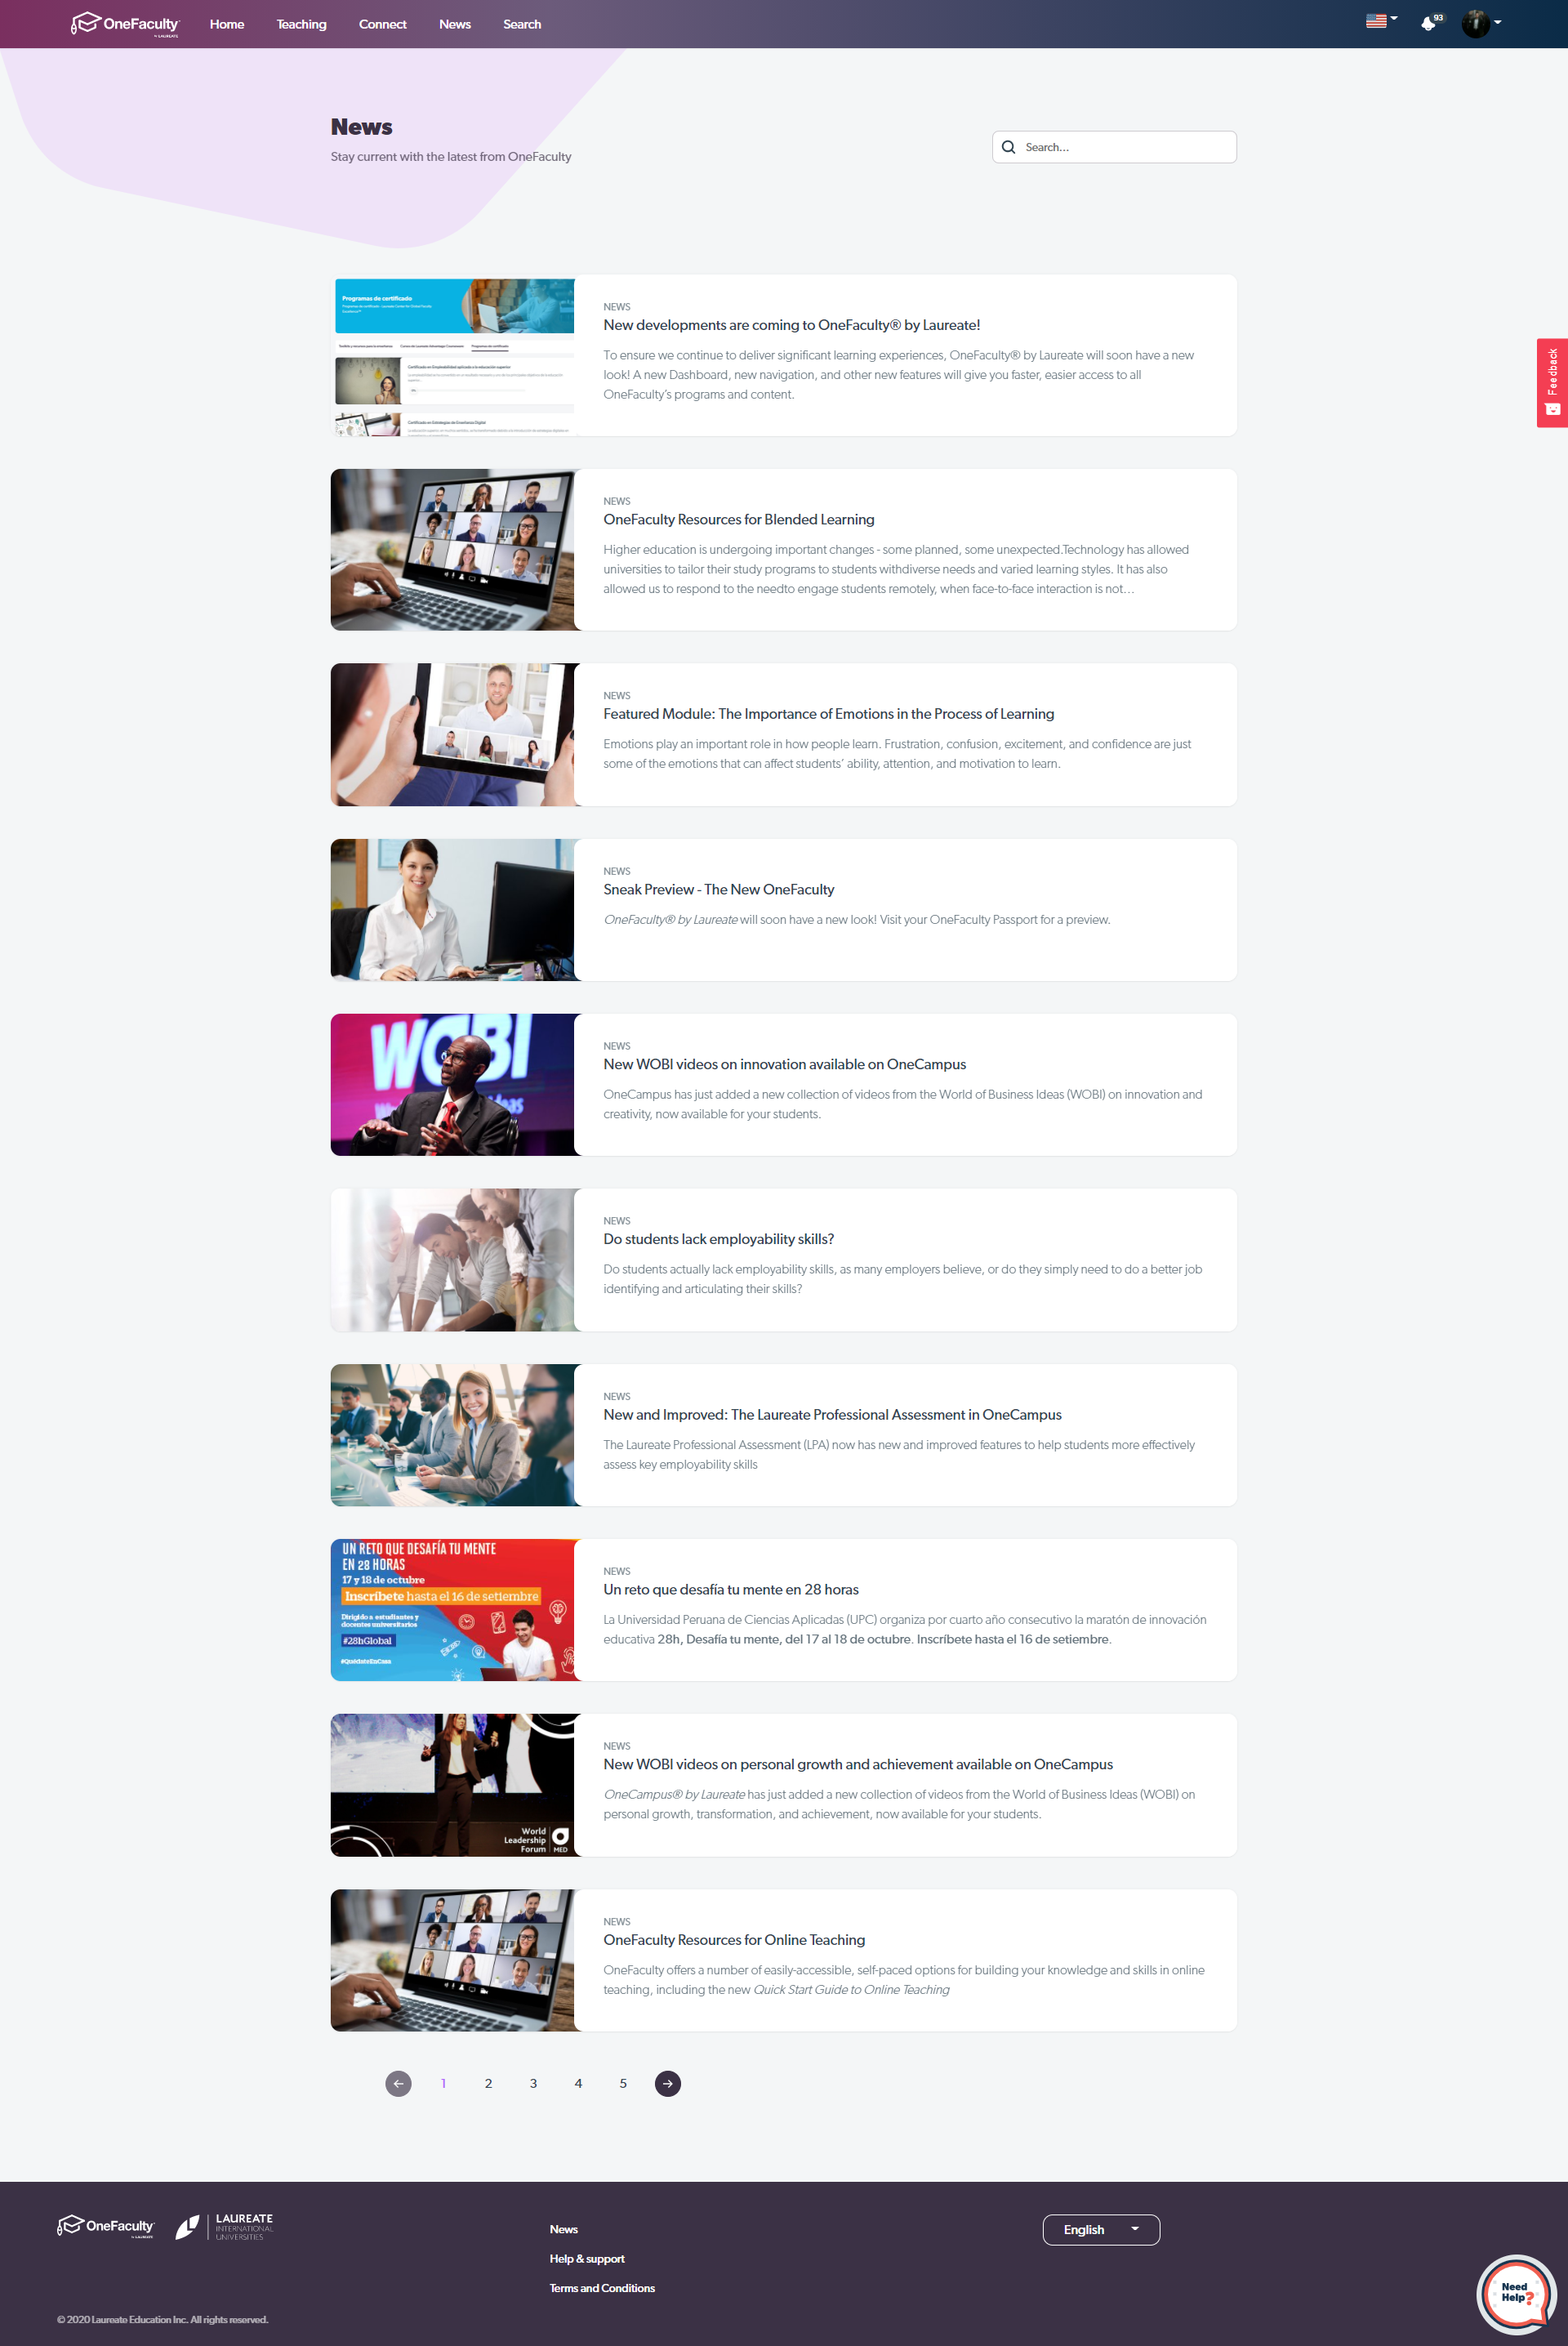 OneFaculty
by LAUREATE
Home
Teaching
Connect
News
Search
93
News
Stay current with the latest from OneFaculty
Search...
Feedback
Programas de certificado
NEWS
New developments are coming to OneFaculty® by Laureate!
To ensure we continue to deliver significant learning experiences, OneFaculty® by Laureate will soon have a new
look! A new Dashboard, new navigation, and other new features will give you faster, easier access to all
OneFaculty's programs and content.
Programas de certificado
NEWS
OneFaculty Resources for Blended Learning
Higher education is undergoing important changes - some planned, some unexpected.Technology has allowed
universities to tailor their study programs to students withdiverse needs and varied learning styles. It has also
allowed us to respond to the needto engage students remotely, when face-to-face interaction is not…
NEWS
Featured Module: The Importance of Emotions in the Process of Learning
Emotions play an important role in how people learn. Frustration, confusion, excitement, and confidence are just
some of the emotions that can affect students' ability, attention, and motivation to learn.
NEWS
Sneak Preview - The New OneFaculty
OneFaculty® by Laureate will soon have a new look! Visit your OneFaculty Passport for a preview.
WOBI
NEWS
New WOBI videos on innovation available on OneCampus
OneCampus has just added a new collection of videos from the World of Business Ideas (WOBI) on innovation and
creativity, now available for your students.
NEWS
Do students lack employability skills?
Do students actually lack employability skills, as many employers believe, or do they simply need to do a better job
identifying and articulating their skills?
NEWS
New and Improved: The Laureate Professional Assessment in OneCampus
The Laureate Professional Assessment (LPA) now has new and improved features to help students more effectively
assess key employability skills
UN RETO QUE DESAFÍA TU MENTE
EN 28 HORAS
17 y 18 de octubre
Inscríbete hasta el 16 de setiembre
Dirigido a estudiantes y
docentes universitarios
#28hGlobal
#QuédateEnCasa
NEWS
Un reto que desafía tu mente en 28 horas
La Universidad Peruana de Ciencias Aplicadas (UPC) organiza por cuarto año consecutivo la maratón de innovación
educativa 28h, Desafía tu mente, del 17 al 18 de octubre. Inscríbete hasta el 16 de setiembre.
World
Leadership
Forum
MED
NEWS
New WOBI videos on personal growth and achievement available on OneCampus
OneCampus® by Laureate has just added a new collection of videos from the World of Business Ideas (WOBI) on
personal growth, transformation, and achievement, now available for your students.
NEWS
OneFaculty Resources for Online Teaching
OneFaculty offers a number of easily-accessible, self-paced options for building your knowledge and skills in online
teaching, including the new Quick Start Guide to Online Teaching
1 2 3 4 5
OneFaculty
by LAUREATE
LAUREATE
INTERNATIONAL
UNIVERSITIES
News
Help & support
Terms and Conditions
English
Need
Help?
© 2020 Laureate Education Inc. All rights reserved.